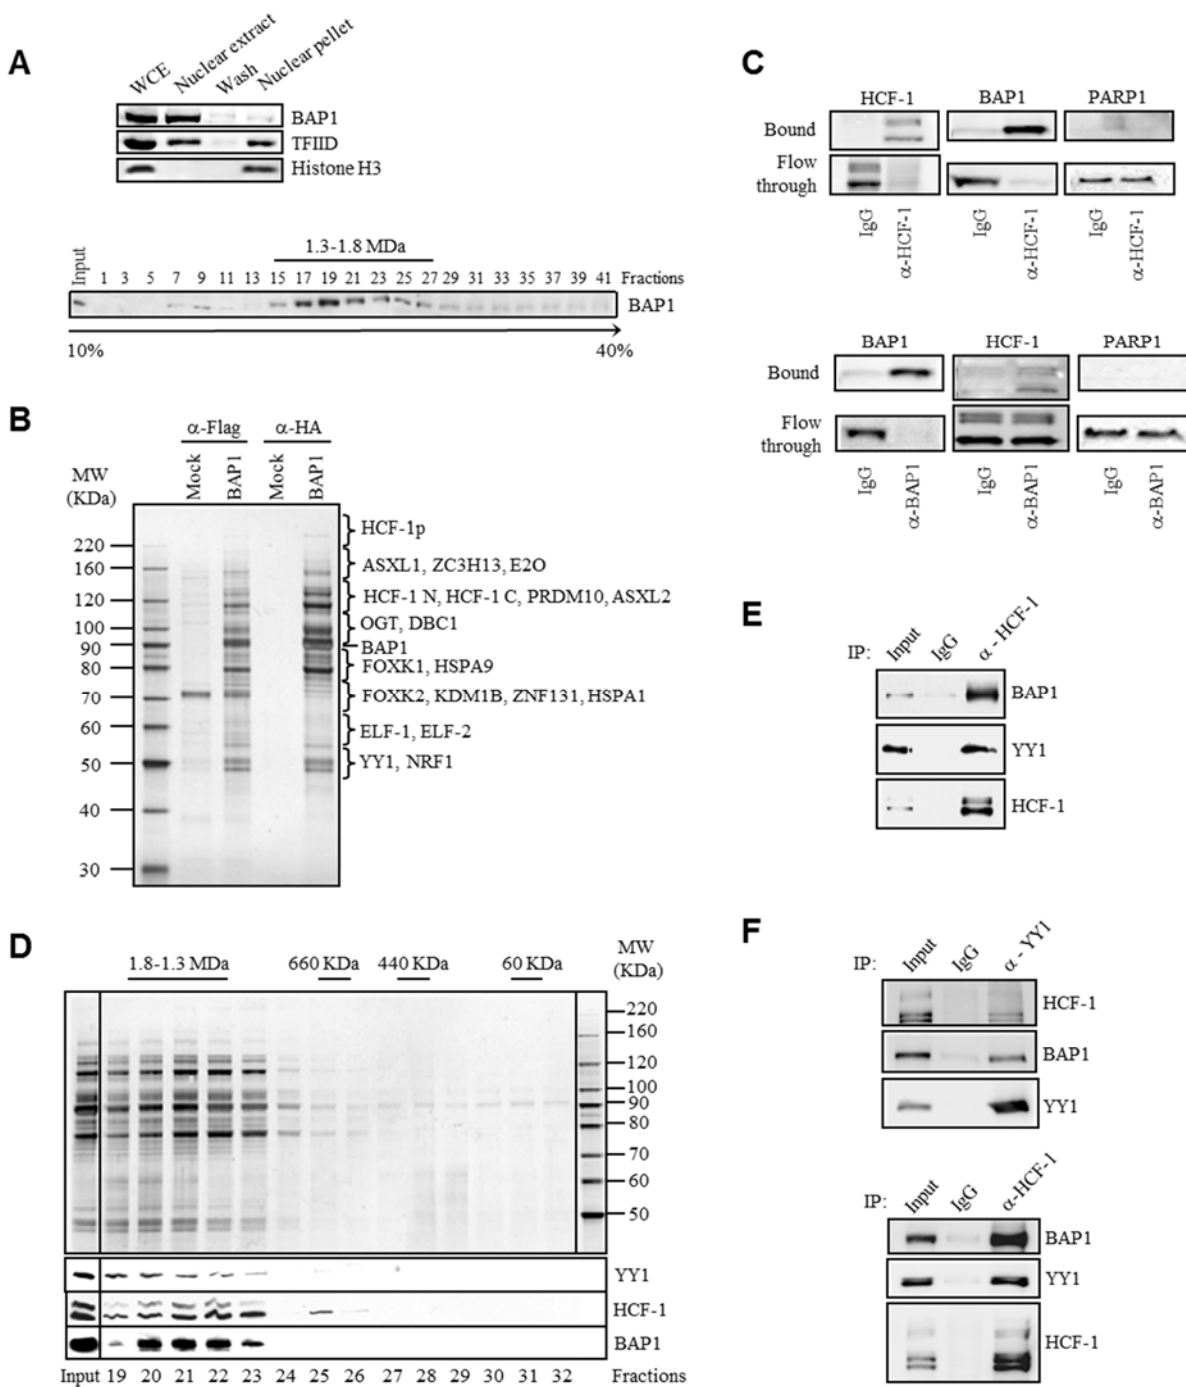 A
WCE
Nuclear extract
Wash
Nuclear pellet
BAP1
TFIID
Histone H3
1.3-1.8 MDa
Input 1 3 5 7 9 11 13 15 17 19 21 23 25 27 29 31 33 35 37 39 41 Fractions
BAP1
10% 40%
B
α-Flag α-HA
MW
(KDa)
Mock BAP1 Mock BAP1
220
160
120
100
90
80
70
60
50
40
30
HCF-1p
ASXL1, ZC3H13, E2O
HCF-1 N, HCF-1 C, PRDM10, ASXL2
OGT, DBC1
BAP1
FOXK1, HSPA9
FOXK2, KDM1B, ZNF131, HSPA1
ELF-1, ELF-2
YY1, NRF1
C
HCF-1 BAP1 PARP1
Bound
Flow
through
IgG α-HCF-1 IgG α-HCF-1 IgG α-HCF-1
BAP1 HCF-1 PARP1
Bound
Flow
through
IgG α-BAP1 IgG α-BAP1 IgG α-BAP1
D
1.8-1.3 MDa 660 KDa 440 KDa 60 KDa
MW
(KDa)
220
160
120
100
90
80
70
60
50
YY1
HCF-1
BAP1
Input 19 20 21 22 23 24 25 26 27 28 29 30 31 32 Fractions
E
IP: Input IgG α - HCF-1
BAP1
YY1
HCF-1
F
IP: Input IgG α - YY1
HCF-1
BAP1
YY1
IP: Input IgG α-HCF-1
BAP1
YY1
HCF-1